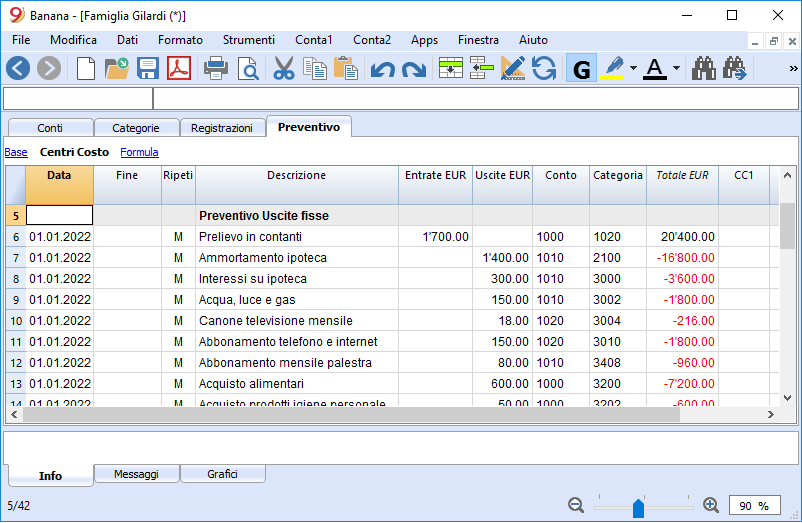 Banana - [Famiglia Gilardi (*)]
File Modifica Dati Formato Strumenti Conta1 Conta2 Apps Finestra Aiuto
G A »
Conti Categorie Registrazioni Preventivo
Base Centri Costo Formula
Data Fine Ripeti Descrizione Entrate EUR Uscite EUR Conto Categoria Totale EUR CC1
5 Preventivo Uscite fisse
6 01.01.2022 M Prelievo in contanti 1'700.00 1000 1020 20'400.00
7 01.01.2022 M Ammortamento ipoteca 1'400.00 1010 2100 -16'800.00
8 01.01.2022 M Interessi su ipoteca 300.00 1010 3000 -3'600.00
9 01.01.2022 M Acqua, luce e gas 150.00 1010 3002 -1'800.00
10 01.01.2022 M Canone televisione mensile 18.00 1020 3004 -216.00
11 01.01.2022 M Abbonamento telefono e internet 150.00 1020 3010 -1'800.00
12 01.01.2022 M Abbonamento mensile palestra 80.00 1010 3408 -960.00
13 01.01.2022 M Acquisto alimentari 600.00 1000 3200 -7'200.00
14 01.01.2022 M Acquisto prodotti igiene personale 50.00 1000 3202 -600.00
Info Messaggi Grafici
5/42 90 %